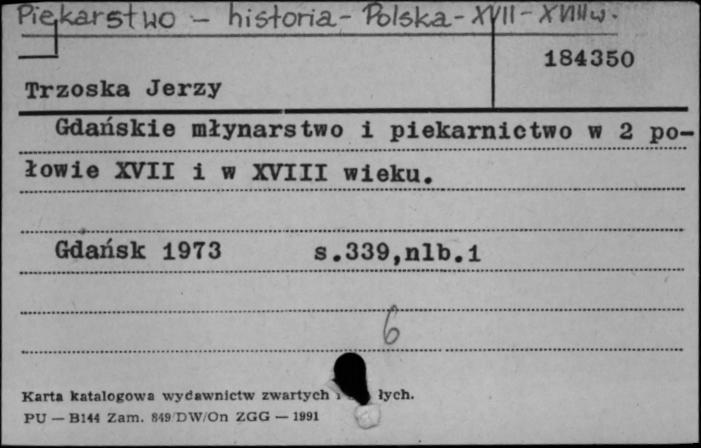 Piekarstwo - historia - Polska - XVII - XVIII w.
184350
Trzoska Jerzy
Gdańskie młynarstwo i piekarnictwo w 2 po-
łowie XVII i w XVIII wieku.
Gdańsk 1973 s.339,nlb.1
6
Karta katalogowa wydawnictw zwartych łych.
PU — B144 Zam. 849/DW/On ZGG — 1991